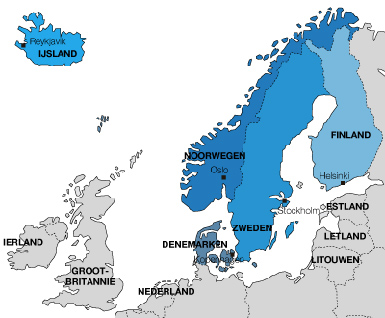 Reykjavik
IJSLAND
FINLAND
NOORWEGEN
Oslo
Helsinki
Stockholm
ESTLAND
ZWEDEN
LETLAND
IERLAND
DENEMARKEN
Kopenhagen
LITOUWEN
GROOT-
BRITANNIË
NEDERLAND